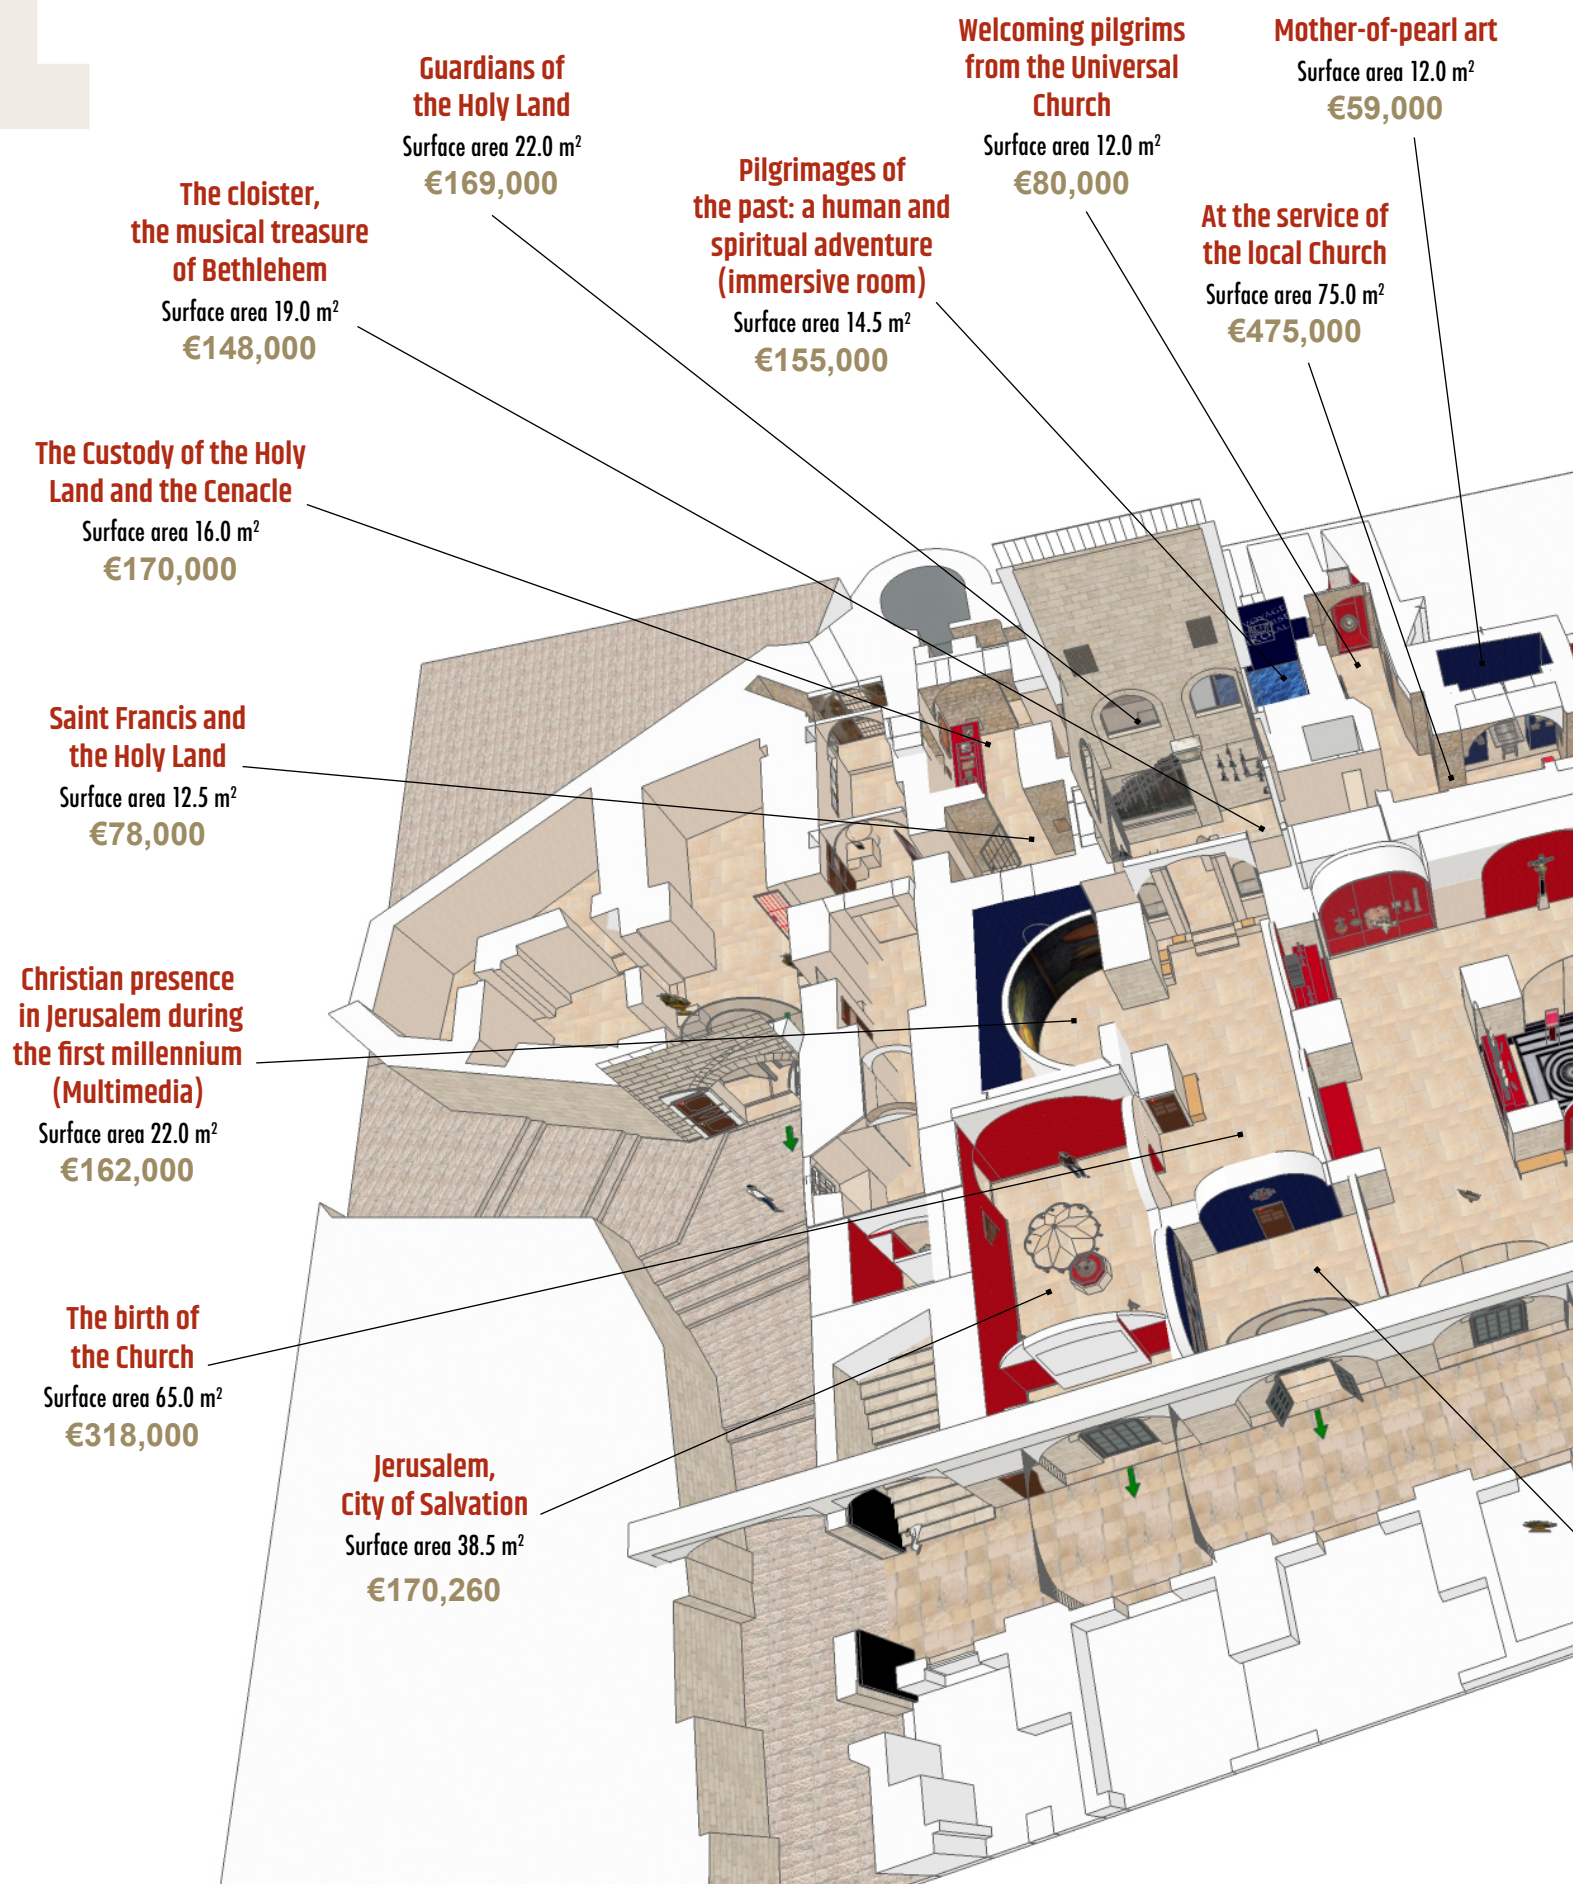 Welcoming pilgrims
from the Universal
Church
Surface area 12.0 m²
€80,000
Mother-of-pearl art
Surface area 12.0 m²
€59,000
Guardians of
the Holy Land
Surface area 22.0 m²
€169,000
Pilgrimages of
the past: a human and
spiritual adventure
(immersive room)
Surface area 14.5 m²
€155,000
At the service of
the local Church
Surface area 75.0 m²
€475,000
The cloister,
the musical treasure
of Bethlehem
Surface area 19.0 m²
€148,000
The Custody of the Holy
Land and the Cenacle
Surface area 16.0 m²
€170,000
Saint Francis and
the Holy Land
Surface area 12.5 m²
€78,000
Christian presence
in Jerusalem during
the first millennium
(Multimedia)
Surface area 22.0 m²
€162,000
The birth of
the Church
Surface area 65.0 m²
€318,000
Jerusalem,
City of Salvation
Surface area 38.5 m²
€170,260